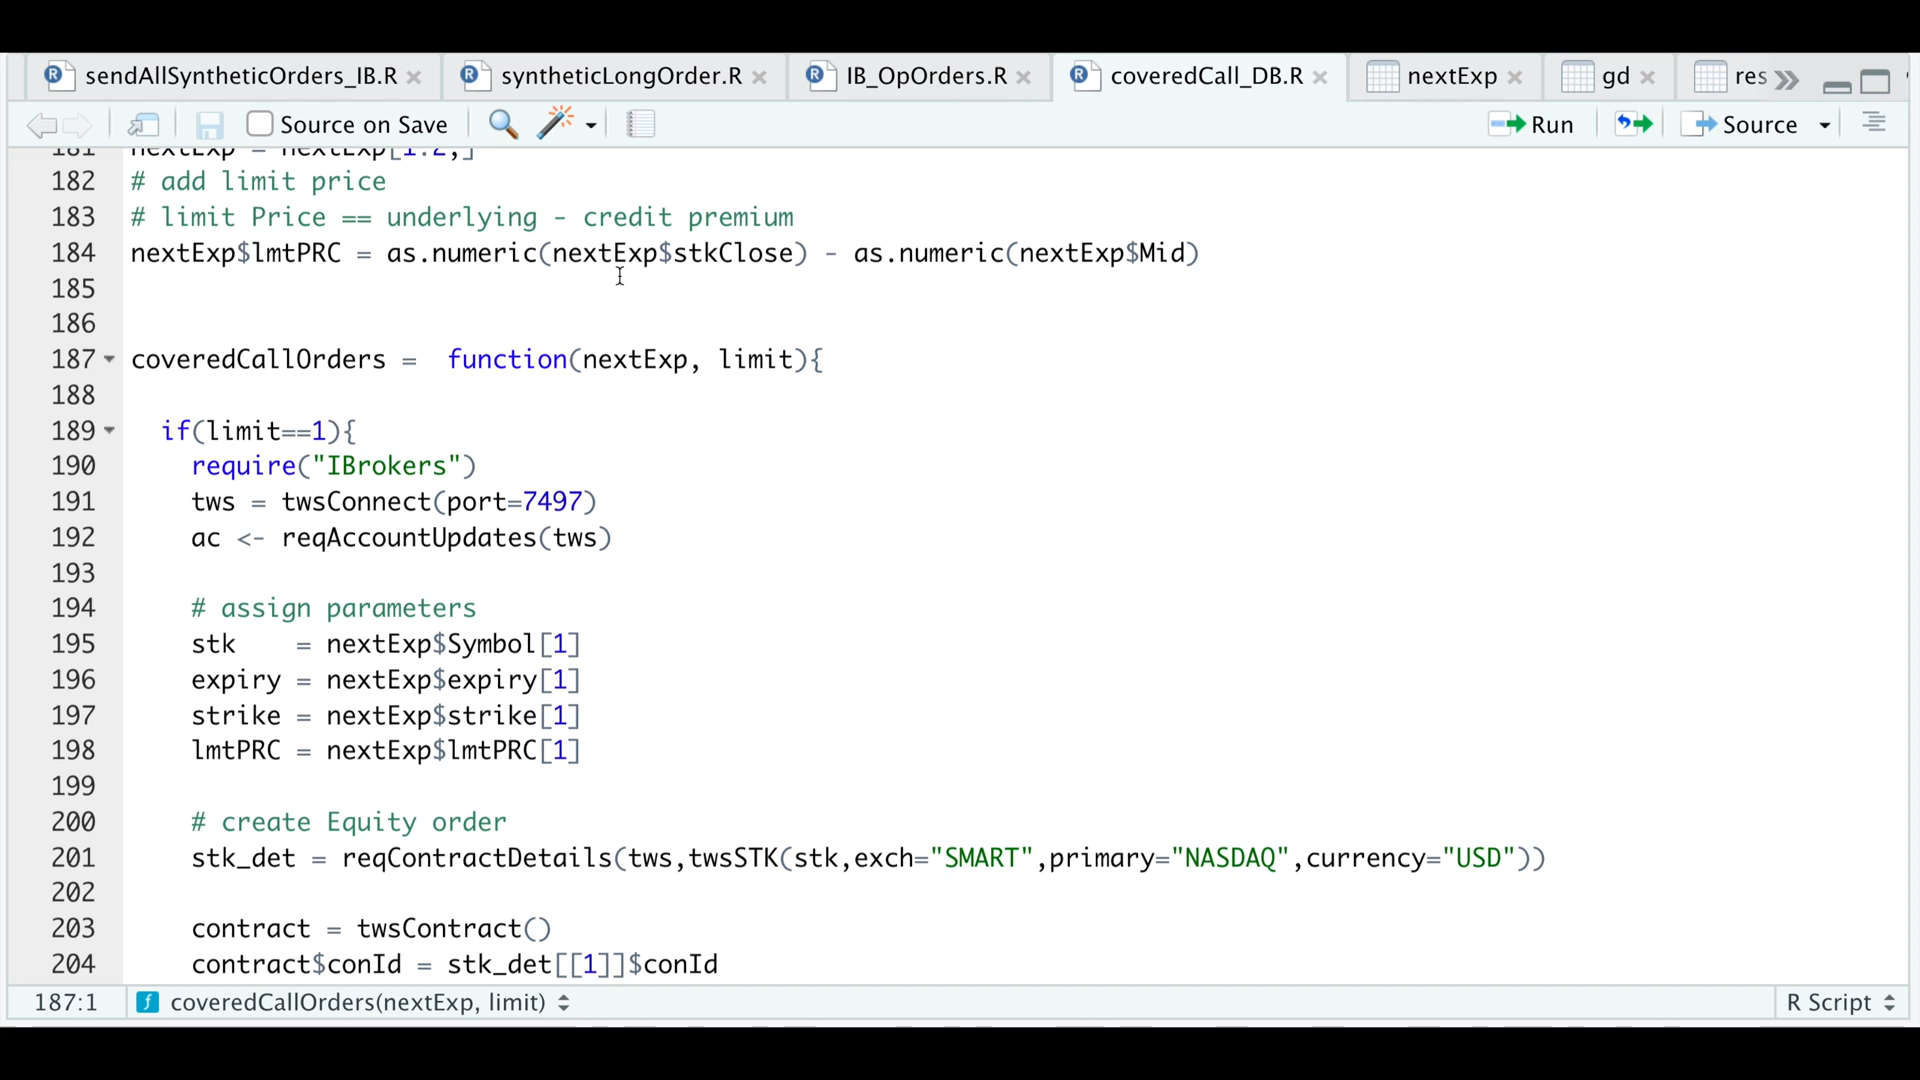 sendAllSyntheticOrders_IB.R × syntheticLongOrder.R × IB_OpOrders.R × coveredCall_DB.R × nextExp × gd × res »
Source on Save Run Source
181 nextExp = nextExp[1:2,]
182 # add limit price
183 # limit Price == underlying - credit premium
184 nextExp$lmtPRC = as.numeric(nextExp$stkClose) - as.numeric(nextExp$Mid)
185
186
187 coveredCallOrders =  function(nextExp, limit){
188
189   if(limit==1){
190     require("IBrokers")
191     tws = twsConnect(port=7497)
192     ac <- reqAccountUpdates(tws)
193
194     # assign parameters
195     stk    = nextExp$Symbol[1]
196     expiry = nextExp$expiry[1]
197     strike = nextExp$strike[1]
198     lmtPRC = nextExp$lmtPRC[1]
199
200     # create Equity order
201     stk_det = reqContractDetails(tws,twsSTK(stk,exch="SMART",primary="NASDAQ",currency="USD"))
202
203     contract = twsContract()
204     contract$conId = stk_det[[1]]$conId
187:1 f coveredCallOrders(nextExp, limit) R Script